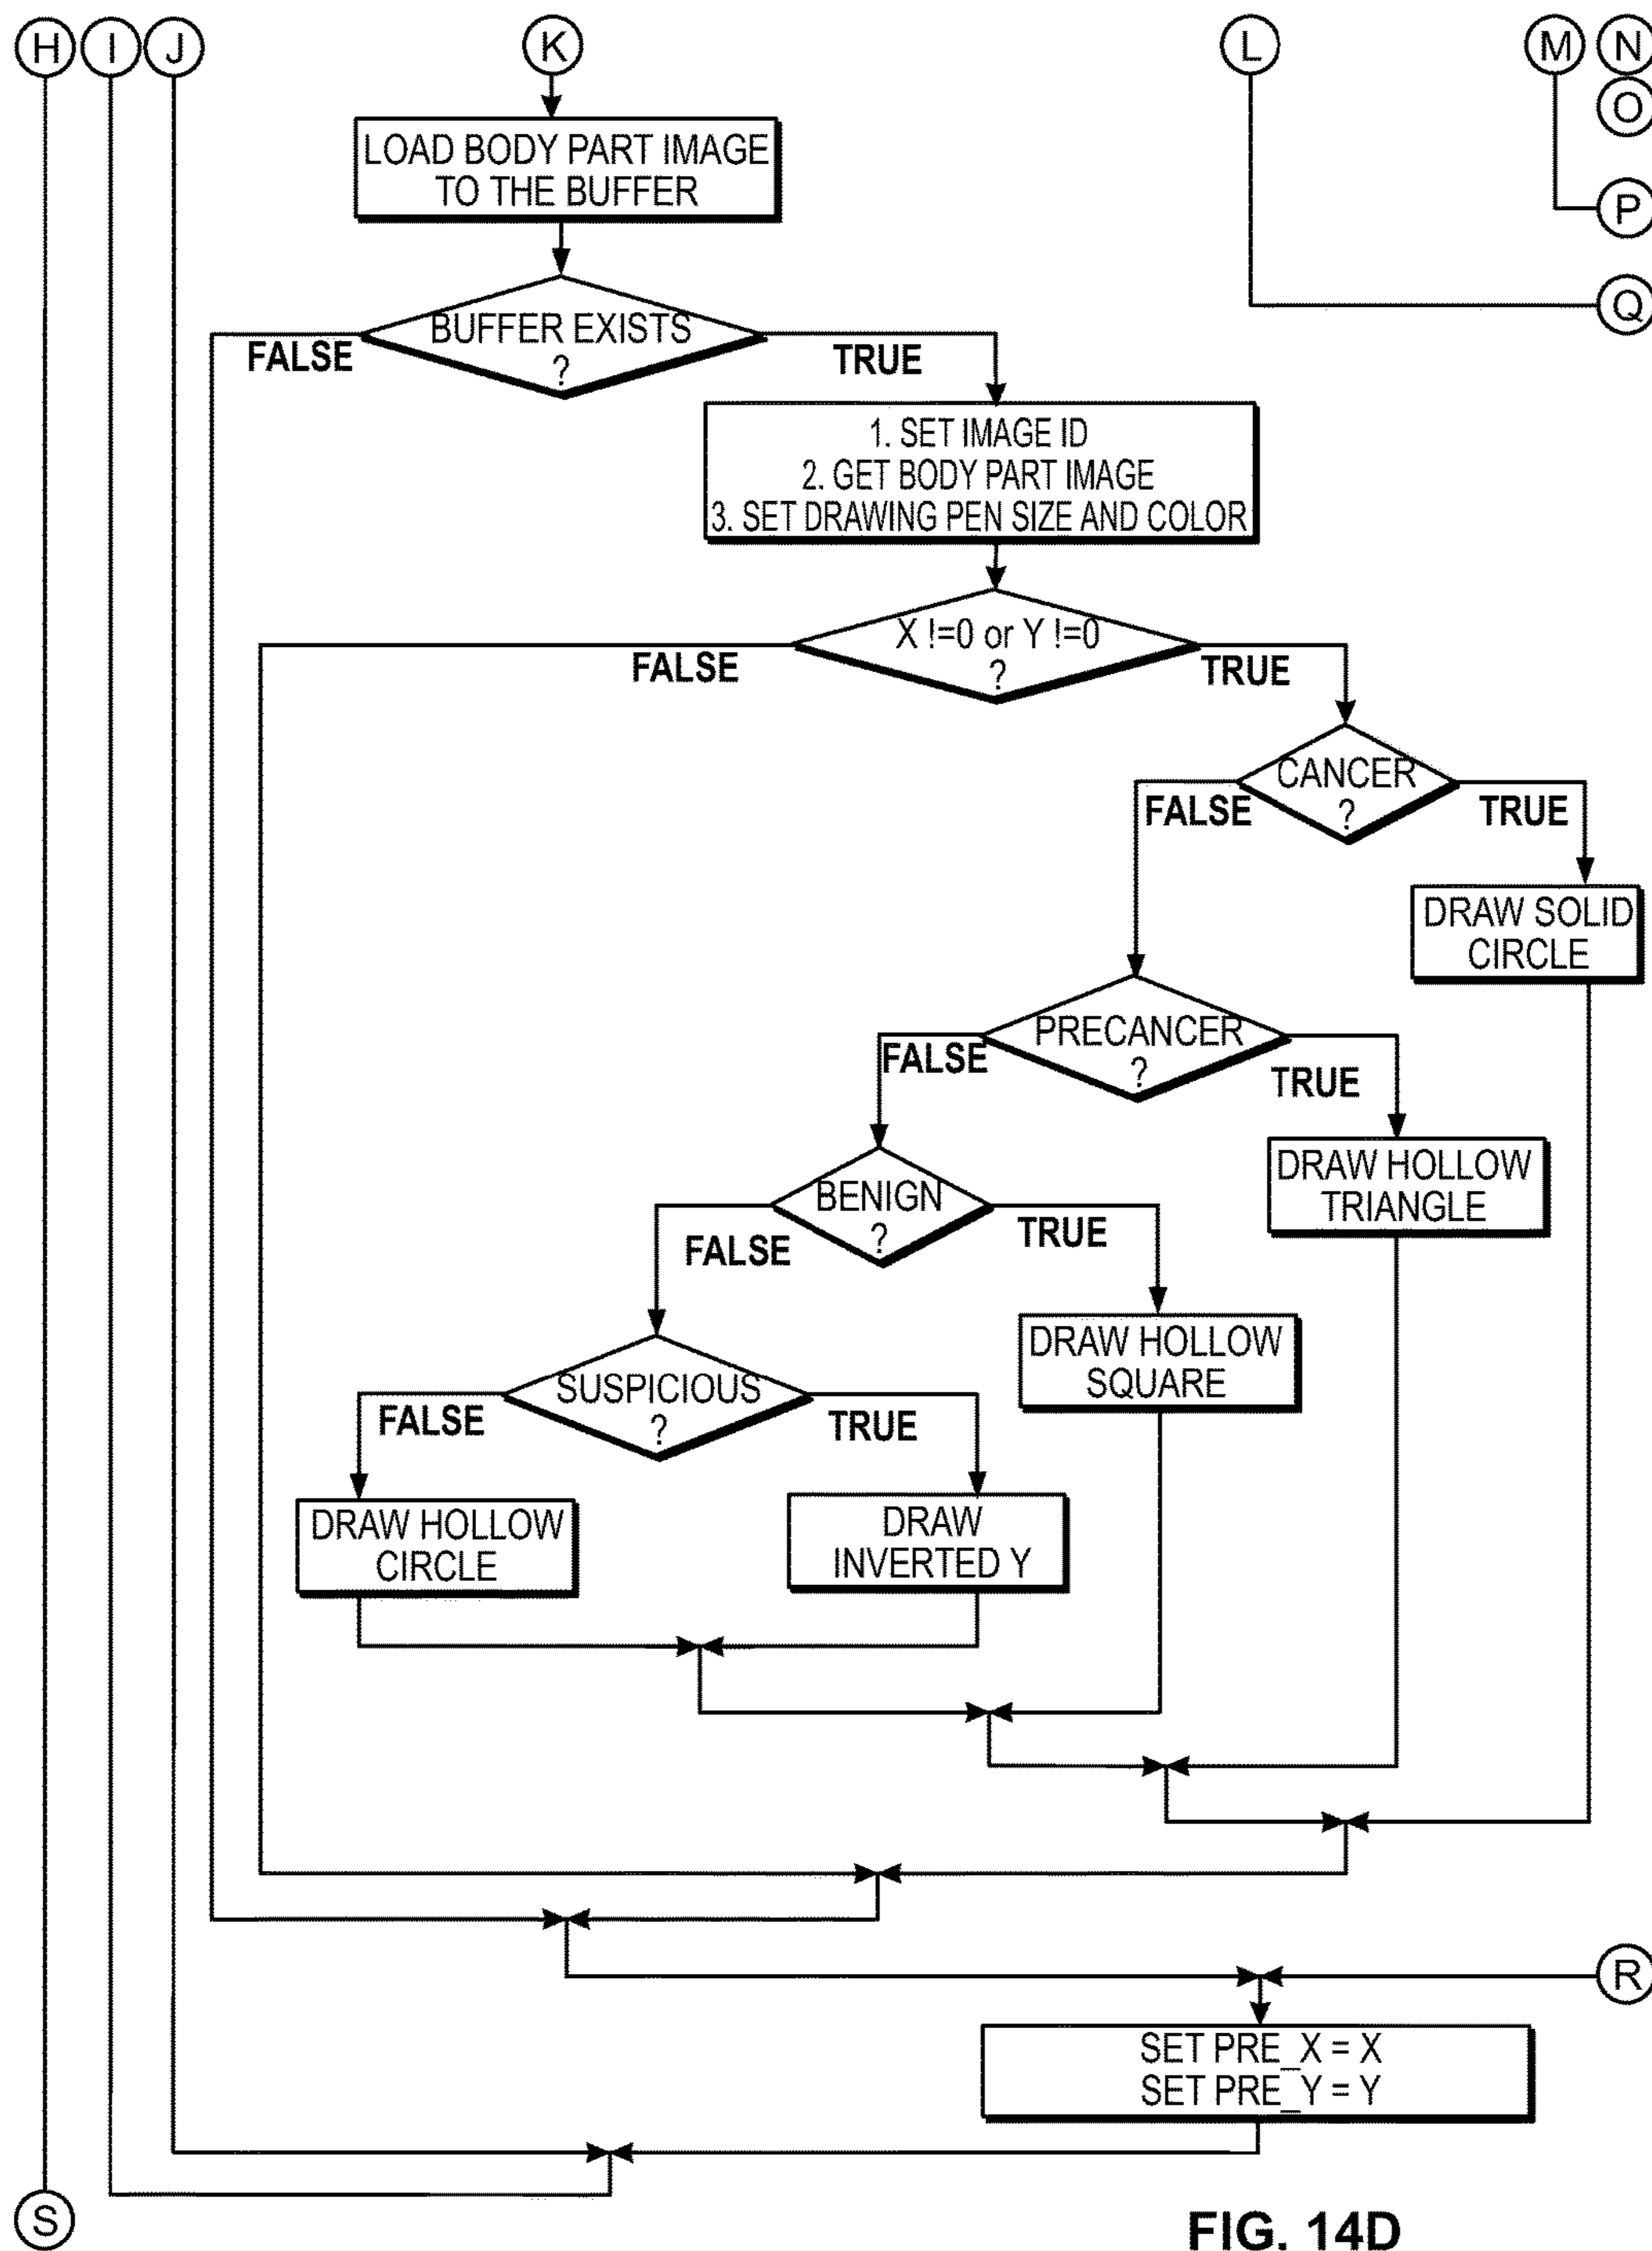 H I J K L M N
O
LOAD BODY PART IMAGE
TO THE BUFFER
P
Q
BUFFER EXISTS
?
FALSE
TRUE
1. SET IMAGE ID
2. GET BODY PART IMAGE
3. SET DRAWING PEN SIZE AND COLOR
X !=0 or Y !=0
?
FALSE
TRUE
CANCER
?
FALSE
TRUE
DRAW SOLID
CIRCLE
PRECANCER
?
FALSE
TRUE
DRAW HOLLOW
TRIANGLE
BENIGN
?
FALSE
TRUE
DRAW HOLLOW
SQUARE
SUSPICIOUS
?
FALSE
TRUE
DRAW HOLLOW
CIRCLE
DRAW
INVERTED Y
R
SET PRE_X = X
SET PRE_Y = Y
S
FIG. 14D